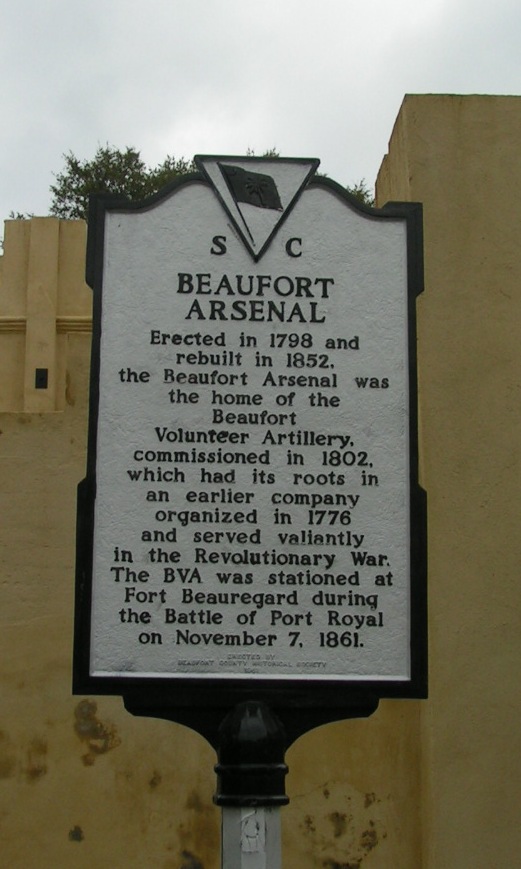 S C
BEAUFORT
ARSENAL
Erected in 1798 and
rebuilt in 1852,
the Beaufort Arsenal was
the home of the
Beaufort
Volunteer Artillery,
commissioned in 1802,
which had its roots in
an earlier company
organized in 1776
and served valiantly
in the Revolutionary War.
The BVA was stationed at
Fort Beauregard during
the Battle of Port Royal
on November 7, 1861.
ERECTED BY
BEAUFORT COUNTY HISTORICAL SOCIETY